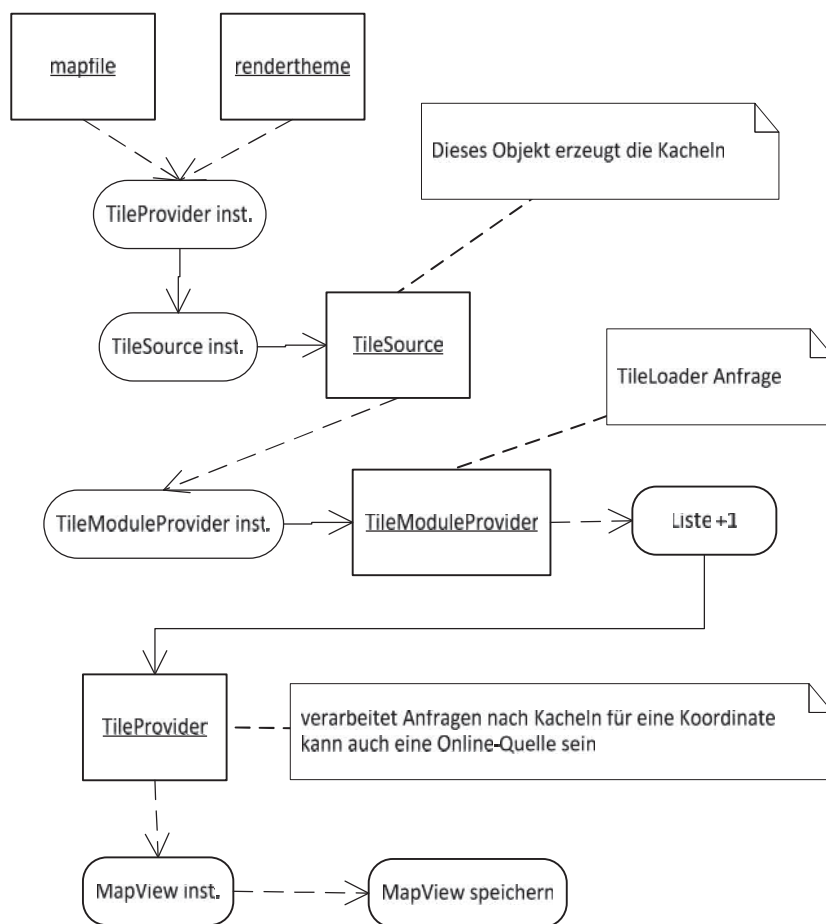 mapfile
rendertheme
Dieses Objekt erzeugt die Kacheln
TileProvider inst.
TileSource inst.
TileSource
TileLoader Anfrage
TileModuleProvider inst.
TileModuleProvider
Liste +1
TileProvider
verarbeitet Anfragen nach Kacheln für eine Koordinate
kann auch eine Online-Quelle sein
MapView inst.
MapView speichern